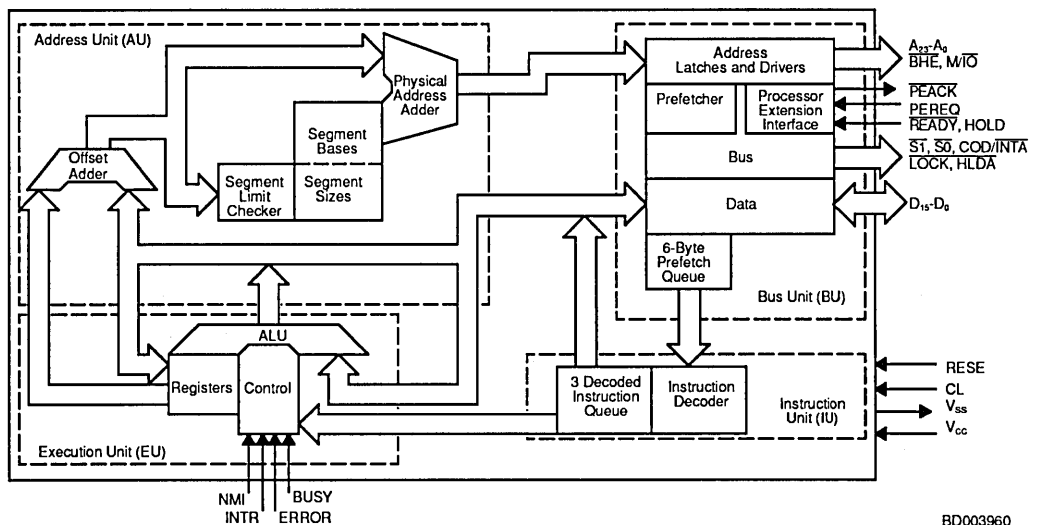 Address Unit (AU)
Physical
Address
Adder
Segment
Bases
Segment
Limit
Checker
Segment
Sizes
Offset
Adder
Address
Latches and Drivers
Prefetcher
Processor
Extension
Interface
Bus
Data
6-Byte
Prefetch
Queue
Bus Unit (BU)
A23-A0
BHE, M/IO
PEACK
PEREQ
READY, HOLD
S1, S0, COD/INTA
LOCK, HLDA
D15-D0
ALU
Registers
Control
Execution Unit (EU)
3 Decoded
Instruction
Queue
Instruction
Decoder
Instruction
Unit (IU)
RESE
CL
Vss
Vcc
NMI
BUSY
INTR
ERROR
BD003960